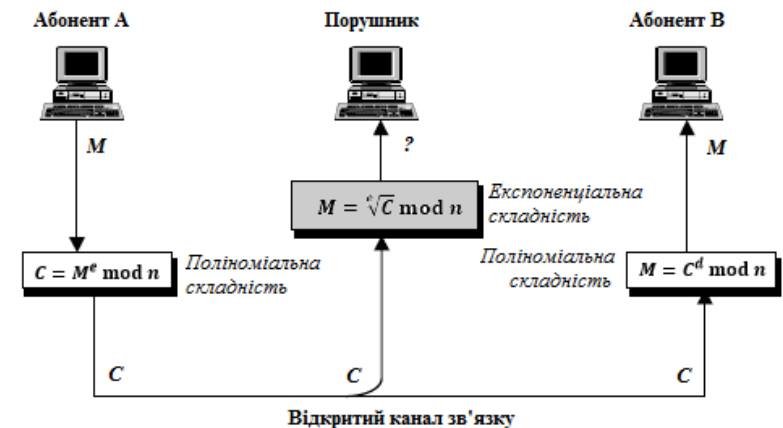 Абонент А
Порушник
Абонент В
М
?
М
M = ᵉ√C mod n
Експоненціальна
складність
C = Mᵉ mod n
Поліноміальна
складність
Поліноміальна
складність
M = Cᵈ mod n
С
С
С
Відкритий канал зв'язку